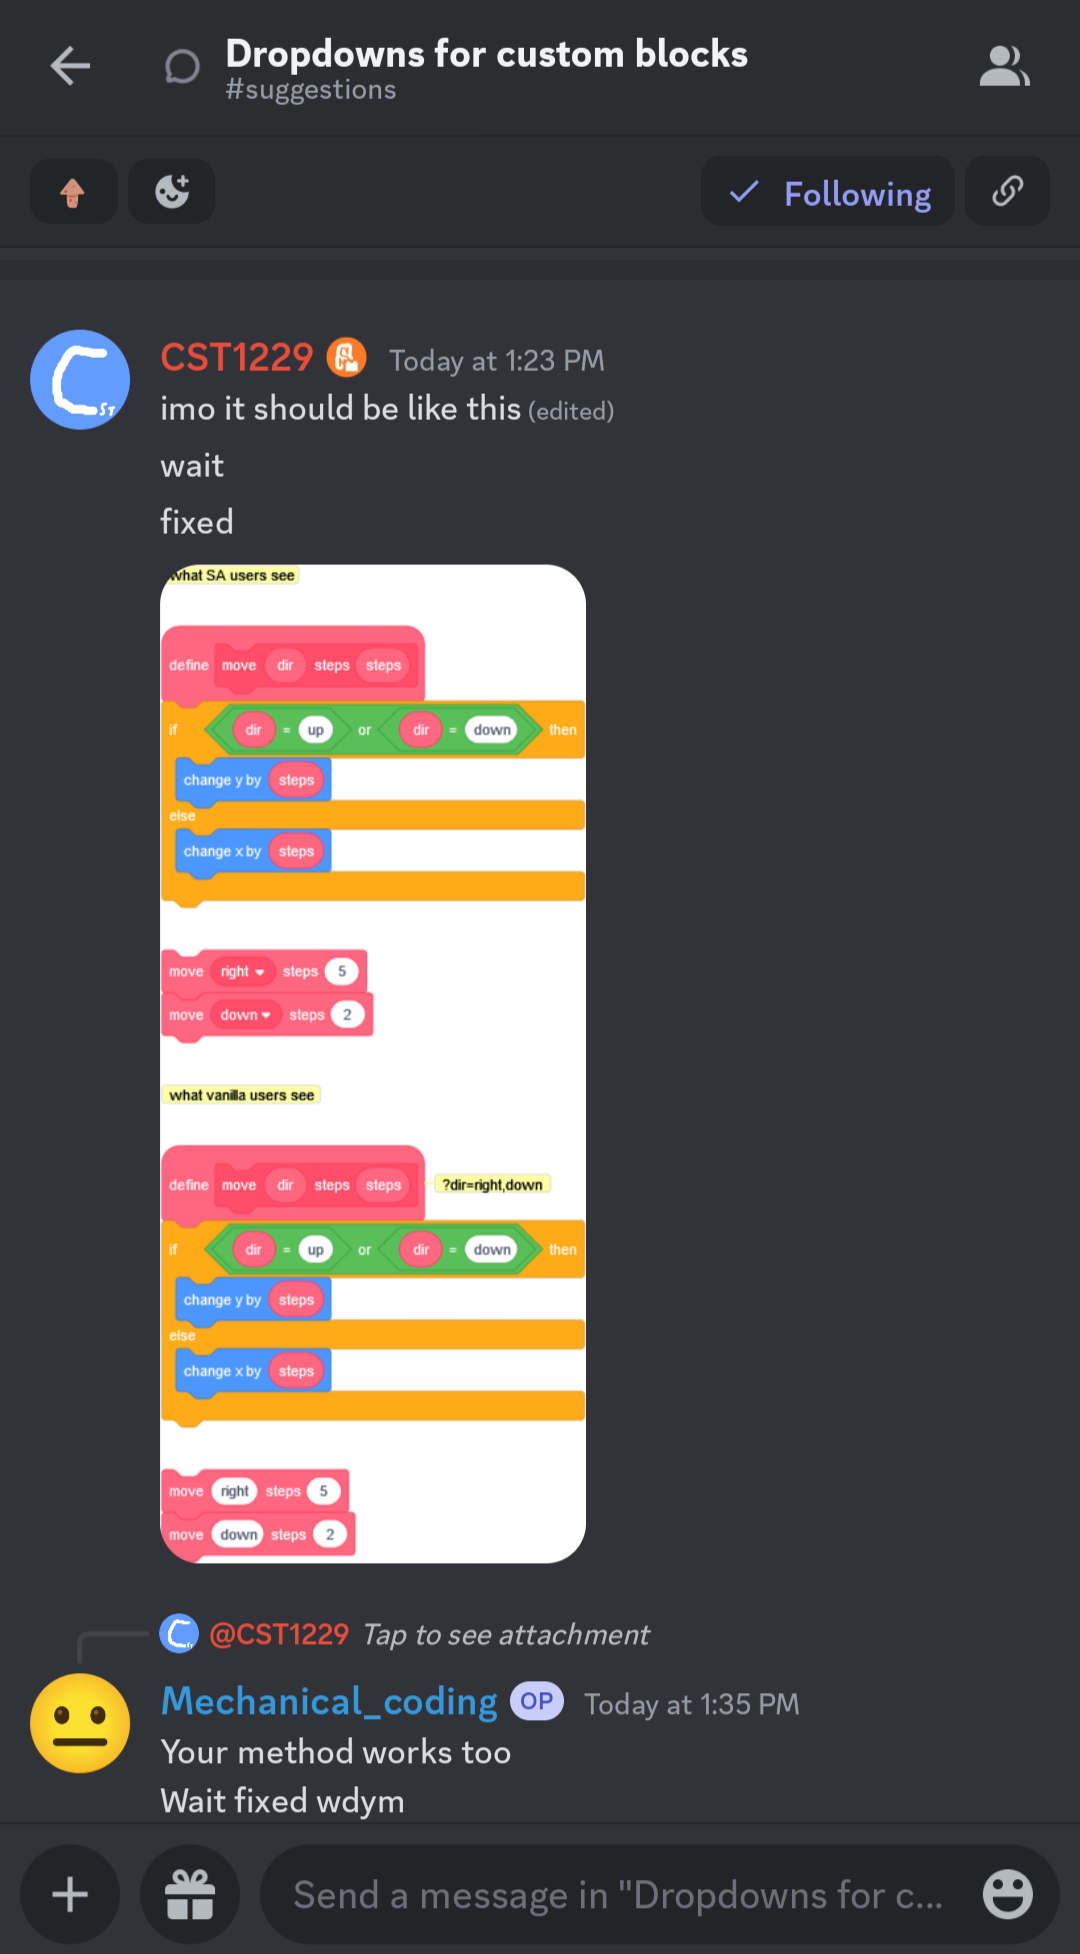 Dropdowns for custom blocks
#suggestions
Following
CST1229 Today at 1:23 PM
imo it should be like this (edited)
wait
fixed
what SA users see
define move dir steps steps
if dir = up or dir = down then
change y by steps
else
change x by steps
move right steps 5
move down steps 2
what vanilla users see
define move dir steps steps ?dir=right,down
if dir = up or dir = down then
change y by steps
else
change x by steps
move right steps 5
move down steps 2
@CST1229 Tap to see attachment
Mechanical_coding OP Today at 1:35 PM
Your method works too
Wait fixed wdym
Send a message in "Dropdowns for c...